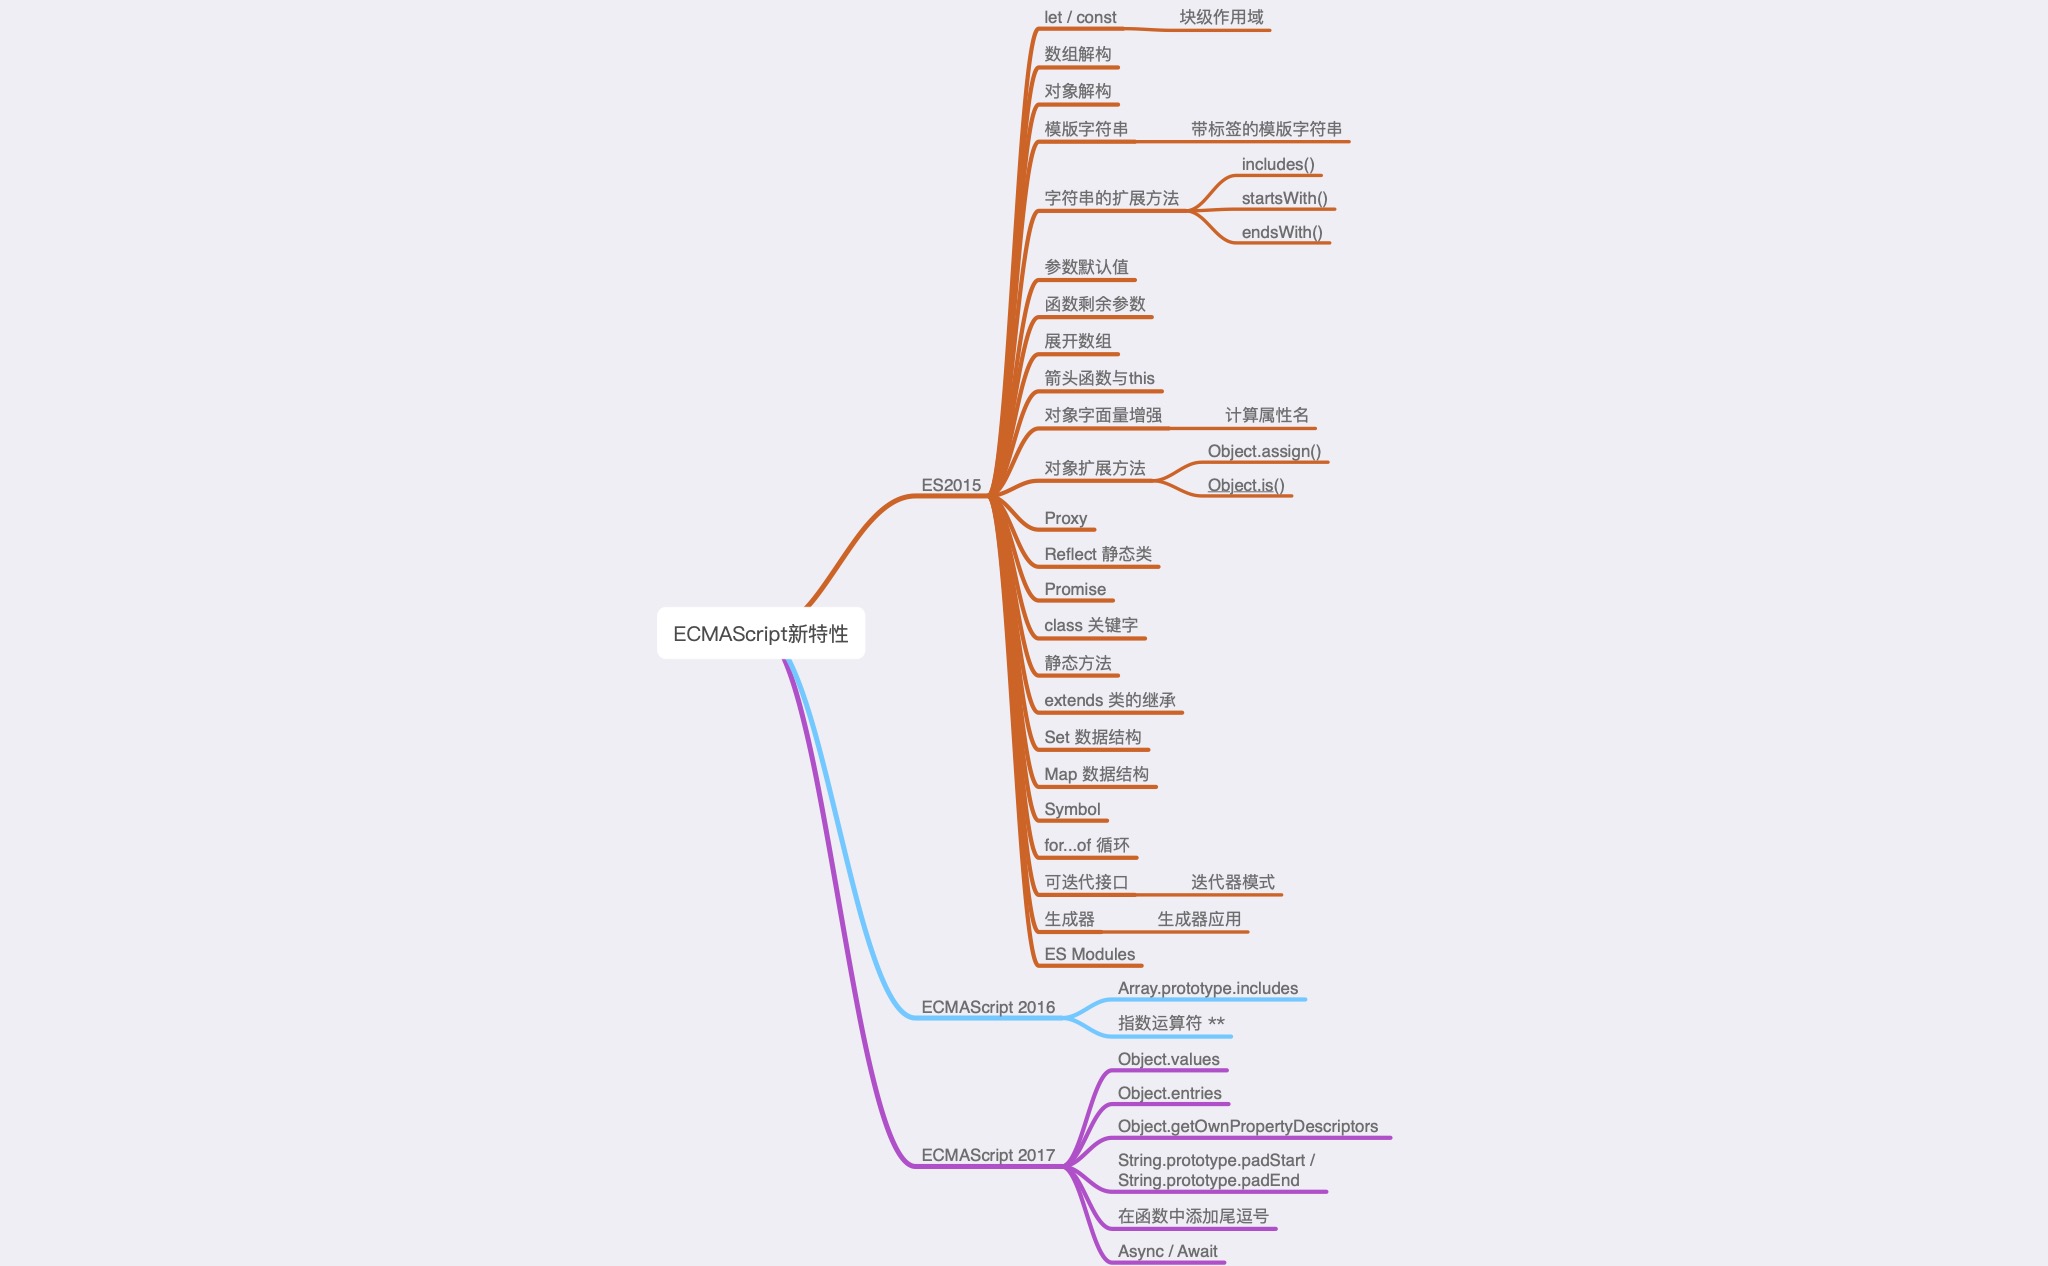 ECMAScript新特性
ES2015
let / const
块级作用域
数组解构
对象解构
模版字符串
带标签的模版字符串
字符串的扩展方法
includes()
startsWith()
endsWith()
参数默认值
函数剩余参数
展开数组
箭头函数与this
对象字面量增强
计算属性名
对象扩展方法
Object.assign()
Object.is()
Proxy
Reflect 静态类
Promise
class 关键字
静态方法
extends 类的继承
Set 数据结构
Map 数据结构
Symbol
for...of 循环
可迭代接口
迭代器模式
生成器
生成器应用
ES Modules
ECMAScript 2016
Array.prototype.includes
指数运算符 **
ECMAScript 2017
Object.values
Object.entries
Object.getOwnPropertyDescriptors
String.prototype.padStart /
String.prototype.padEnd
在函数中添加尾逗号
Async / Await